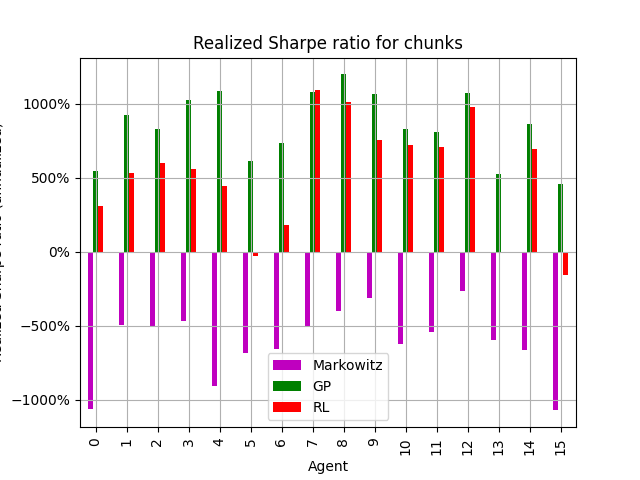 Realized Sharpe ratio for chunks
1000%
500%
0%
−500%
−1000%
Markowitz
GP
RL
0 1 2 3 4 5 6 7 8 9 10 11 12 13 14 15
Agent